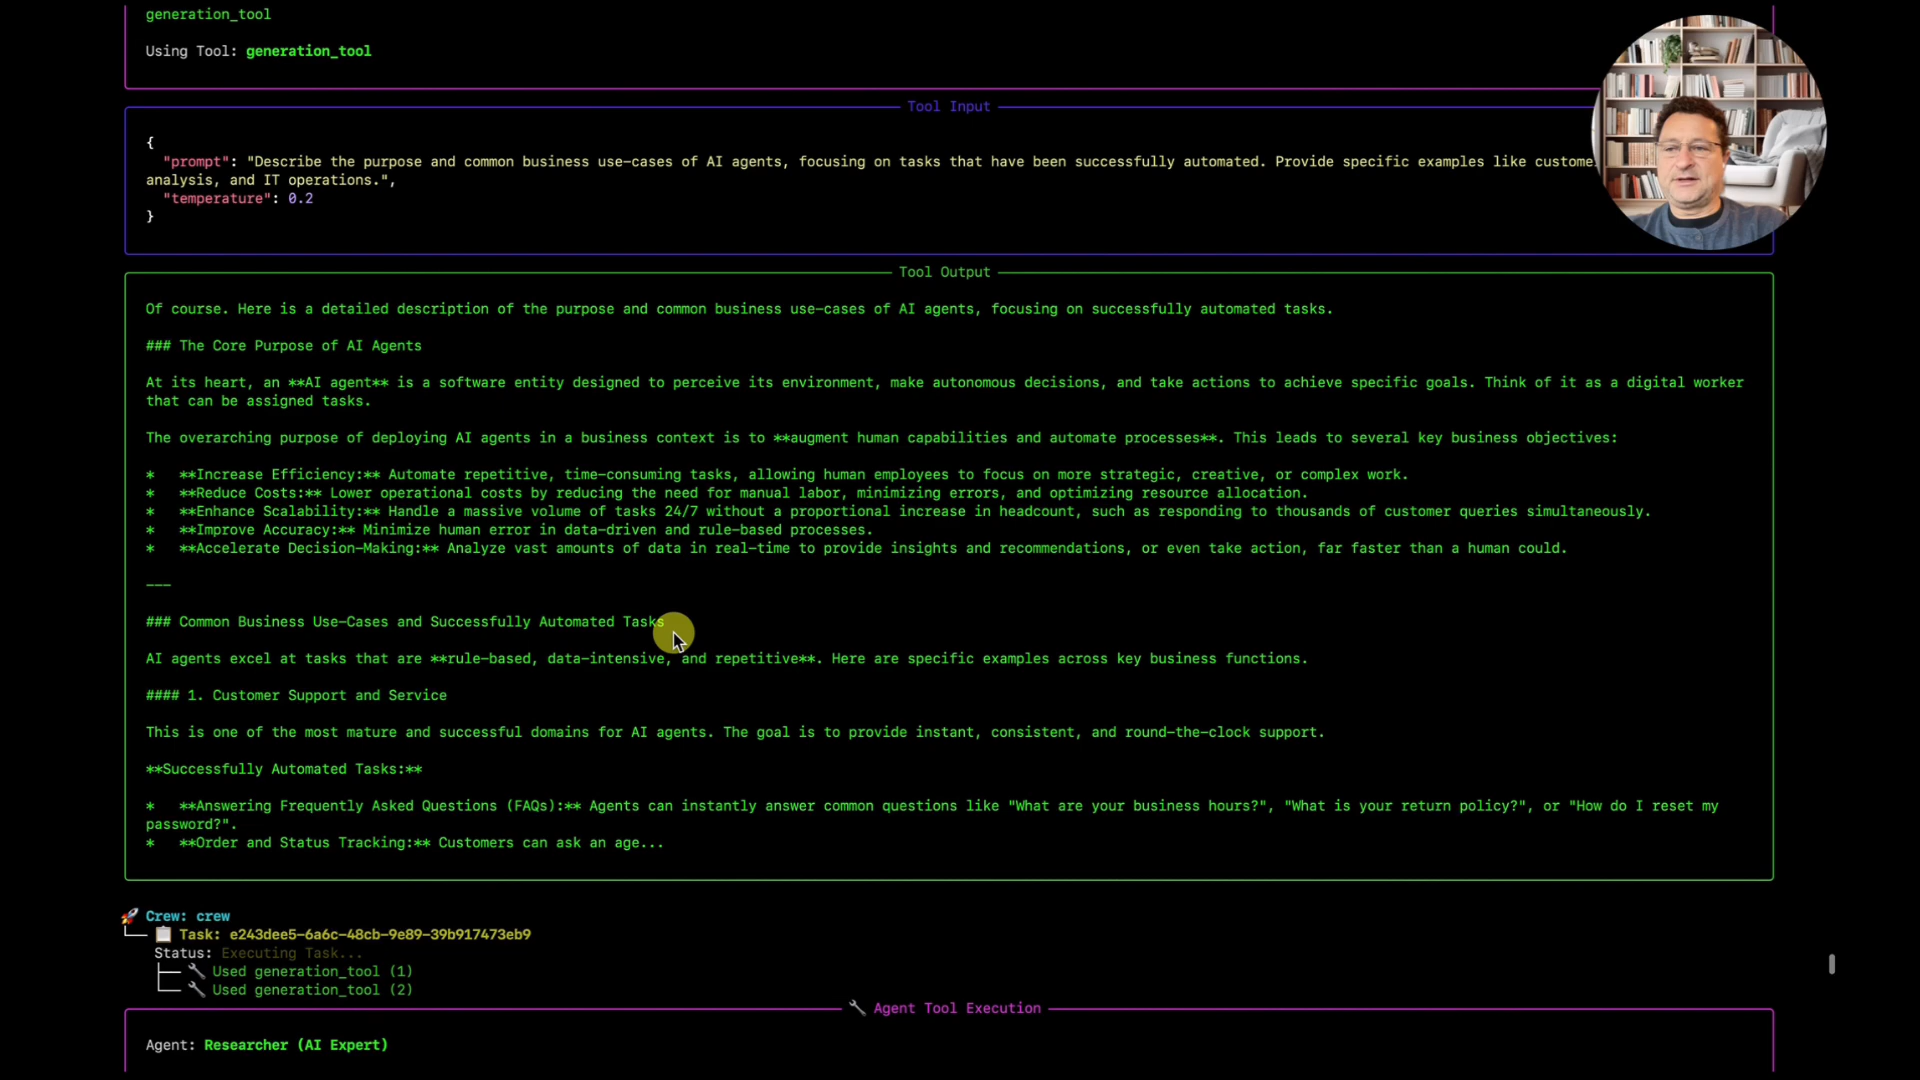 generation_tool
Using Tool: generation_tool
Tool Input
{
"prompt": "Describe the purpose and common business use-cases of AI agents, focusing on tasks that have been successfully automated. Provide specific examples like
analysis, and IT operations.",
"temperature": 0.2
}
Tool Output
Of course. Here is a detailed description of the purpose and common business use-cases of AI agents, focusing on successfully automated tasks.
### The Core Purpose of AI Agents
At its heart, an **AI agent** is a software entity designed to perceive its environment, make autonomous decisions, and take actions to achieve specific goals. Think of it as a digital worker
that can be assigned tasks.
The overarching purpose of deploying AI agents in a business context is to **augment human capabilities and automate processes**. This leads to several key business objectives:
* **Increase Efficiency:** Automate repetitive, time-consuming tasks, allowing human employees to focus on more strategic, creative, or complex work.
* **Reduce Costs:** Lower operational costs by reducing the need for manual labor, minimizing errors, and optimizing resource allocation.
* **Enhance Scalability:** Handle a massive volume of tasks 24/7 without a proportional increase in headcount, such as responding to thousands of customer queries simultaneously.
* **Improve Accuracy:** Minimize human error in data-driven and rule-based processes.
* **Accelerate Decision-Making:** Analyze vast amounts of data in real-time to provide insights and recommendations, or even take action, far faster than a human could.
---
### Common Business Use-Cases and Successfully Automated Tasks
AI agents excel at tasks that are **rule-based, data-intensive, and repetitive**. Here are specific examples across key business functions.
#### 1. Customer Support and Service
This is one of the most mature and successful domains for AI agents. The goal is to provide instant, consistent, and round-the-clock support.
**Successfully Automated Tasks:**
* **Answering Frequently Asked Questions (FAQs):** Agents can instantly answer common questions like "What are your business hours?", "What is your return policy?", or "How do I reset my
password?".
* **Order and Status Tracking:** Customers can ask an age...
Crew: crew
Task: e243dee5-6a6c-48cb-9e89-39b917473eb9
Status: Executing Task...
Used generation_tool (1)
Used generation_tool (2)
Agent Tool Execution
Agent: Researcher (AI Expert)